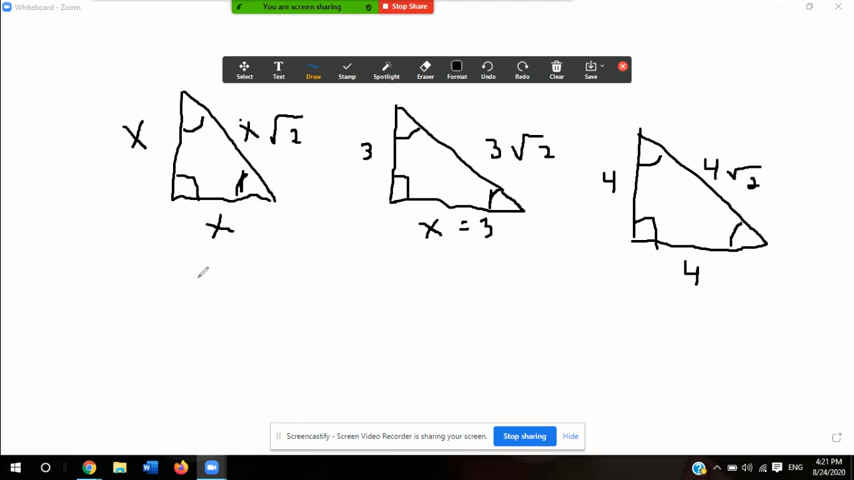 Whiteboard - Zoom
You are screen sharing
Stop Share
Select Text Draw Stamp Spotlight Eraser Format Undo Redo Clear Save
x x √2
x
3 3 √2
x = 3
4 4 √2
4
Screencastify - Screen Video Recorder is sharing your screen. Stop sharing Hide
ENG
4:21 PM
8/24/2020